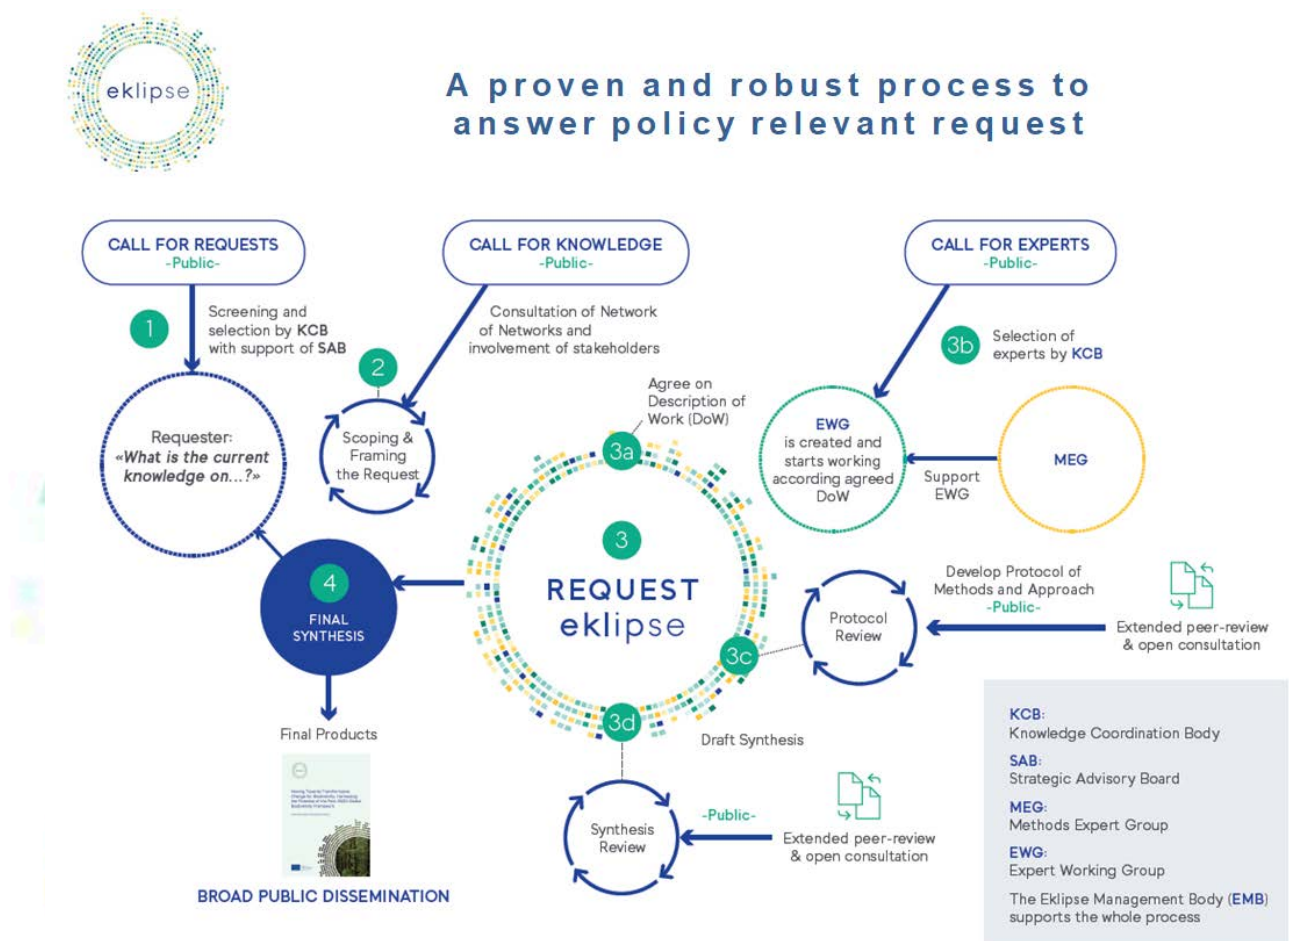 eklipse
A proven and robust process to
answer policy relevant request
CALL FOR REQUESTS
-Public-
CALL FOR KNOWLEDGE
-Public-
CALL FOR EXPERTS
-Public-
1
Screening and
selection by KCB
with support of SAB
Consultation of Network
of Networks and
involvement of stakeholders
3b
Selection of
experts by KCB
2
Agree on
Description of
Work (DoW)
Requester:
«What is the current
knowledge on...?»
Scoping &
Framing
the Request
3a
EWG
is created and
starts working
according agreed
DoW
Support
EWG
MEG
3
REQUEST
eklipse
4
FINAL
SYNTHESIS
Protocol
Review
Develop Protocol of
Methods and Approach
-Public-
Extended peer-review
& open consultation
3c
3d
Draft Synthesis
Final Products
Synthesis
Review
-Public-
Extended peer-review
& open consultation
BROAD PUBLIC DISSEMINATION
KCB:
Knowledge Coordination Body
SAB:
Strategic Advisory Board
MEG:
Methods Expert Group
EWG:
Expert Working Group
The Eklipse Management Body (EMB)
supports the whole process